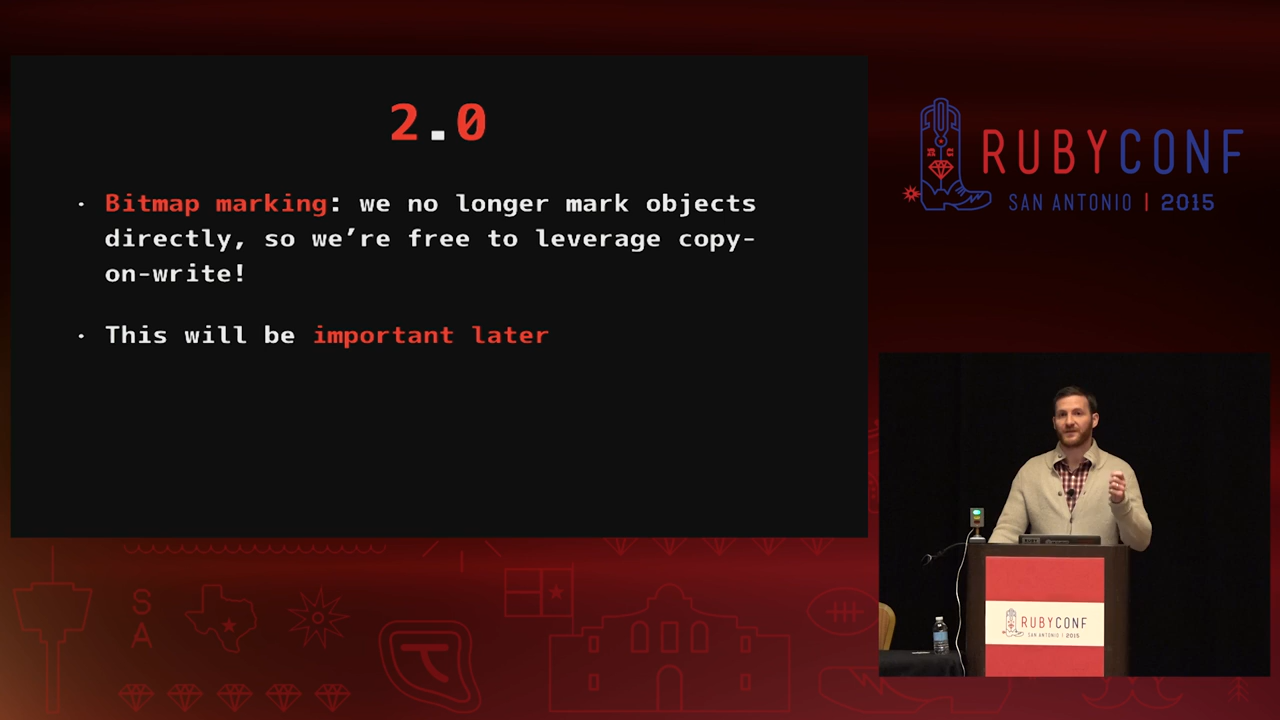 2.0
· Bitmap marking: we no longer mark objects
directly, so we’re free to leverage copy-
on-write!
· This will be important later
RUBYCONF
SAN ANTONIO | 2015
S
A
RUBYCONF
SAN ANTONIO | 2015